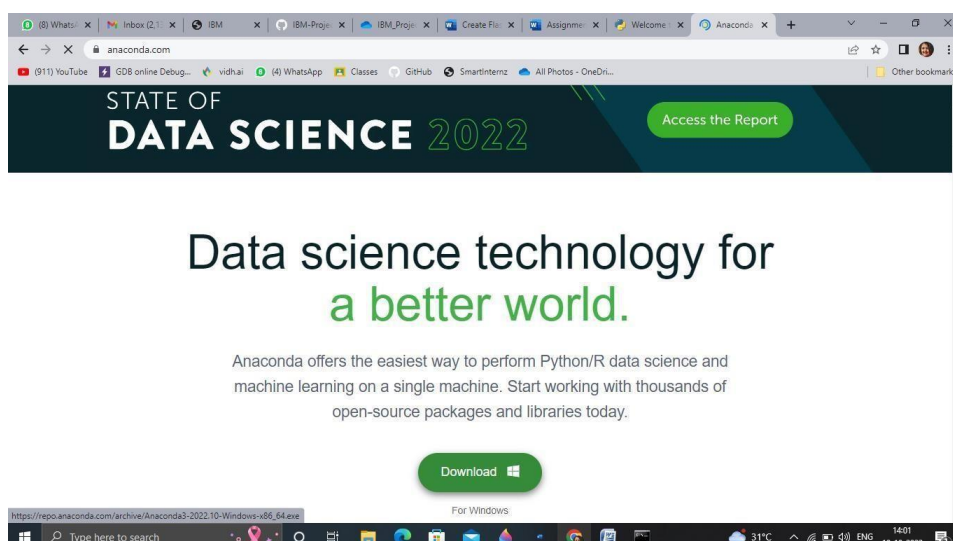 (8) Whats
Inbox (2,1
IBM
IBM-Proje
IBM_Proje
Create Fla
Assignme
Welcome
Anaconda
anaconda.com
(911) YouTube
GDB online Debug...
vidh.ai
(4) WhatsApp
Classes
GitHub
SmartInternz
All Photos - OneDri...
Other bookmark
STATE OF
DATA SCIENCE 2022
Access the Report
Data science technology for
a better world.
Anaconda offers the easiest way to perform Python/R data science and
machine learning on a single machine. Start working with thousands of
open-source packages and libraries today.
Download
For Windows
https://repo.anaconda.com/archive/Anaconda3-2022.10-Windows-x86_64.exe
Type here to search
31°C
ENG
14:01